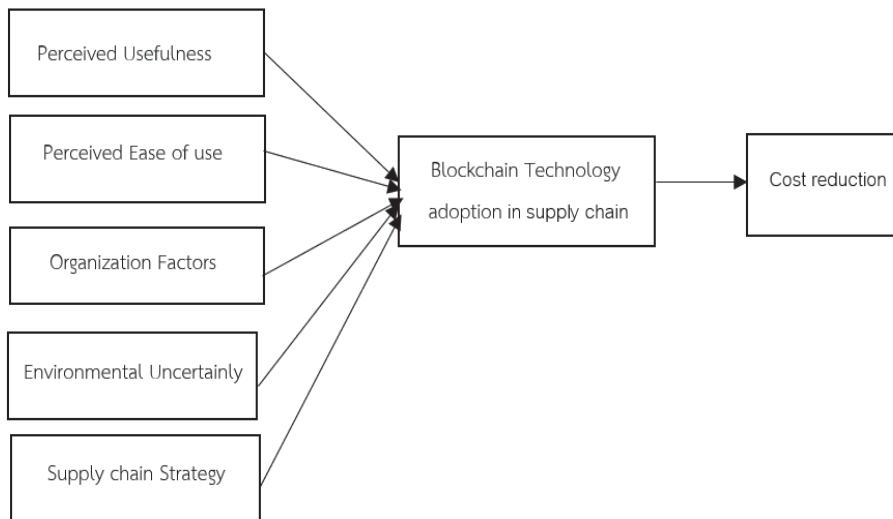 Perceived Usefulness
Perceived Ease of use
Organization Factors
Environmental Uncertainly
Supply chain Strategy
Blockchain Technology
adoption in supply chain
Cost reduction